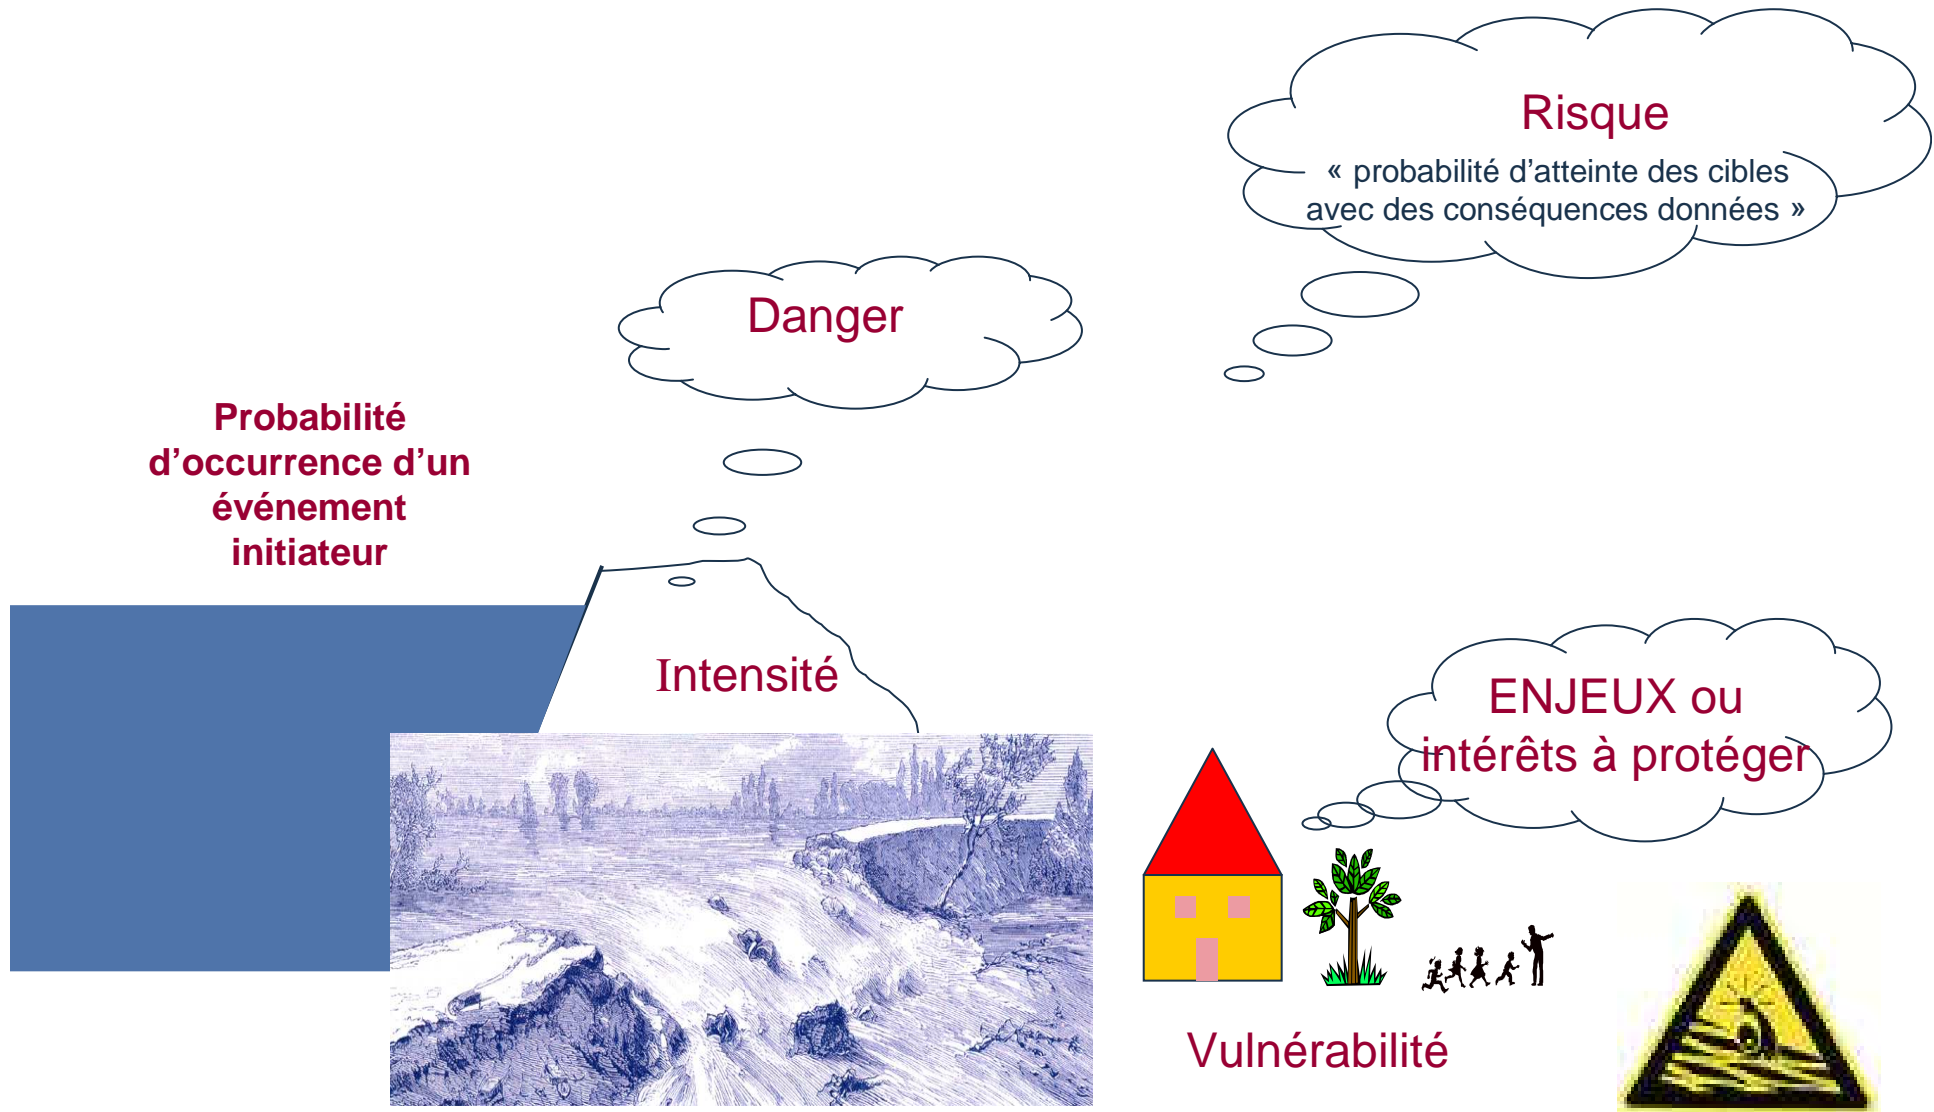 Risque
« probabilité d’atteinte des cibles
avec des conséquences données »
Danger
Probabilité
d’occurrence d’un
événement
initiateur
Intensité
ENJEUX ou
intérêts à protéger
Vulnérabilité